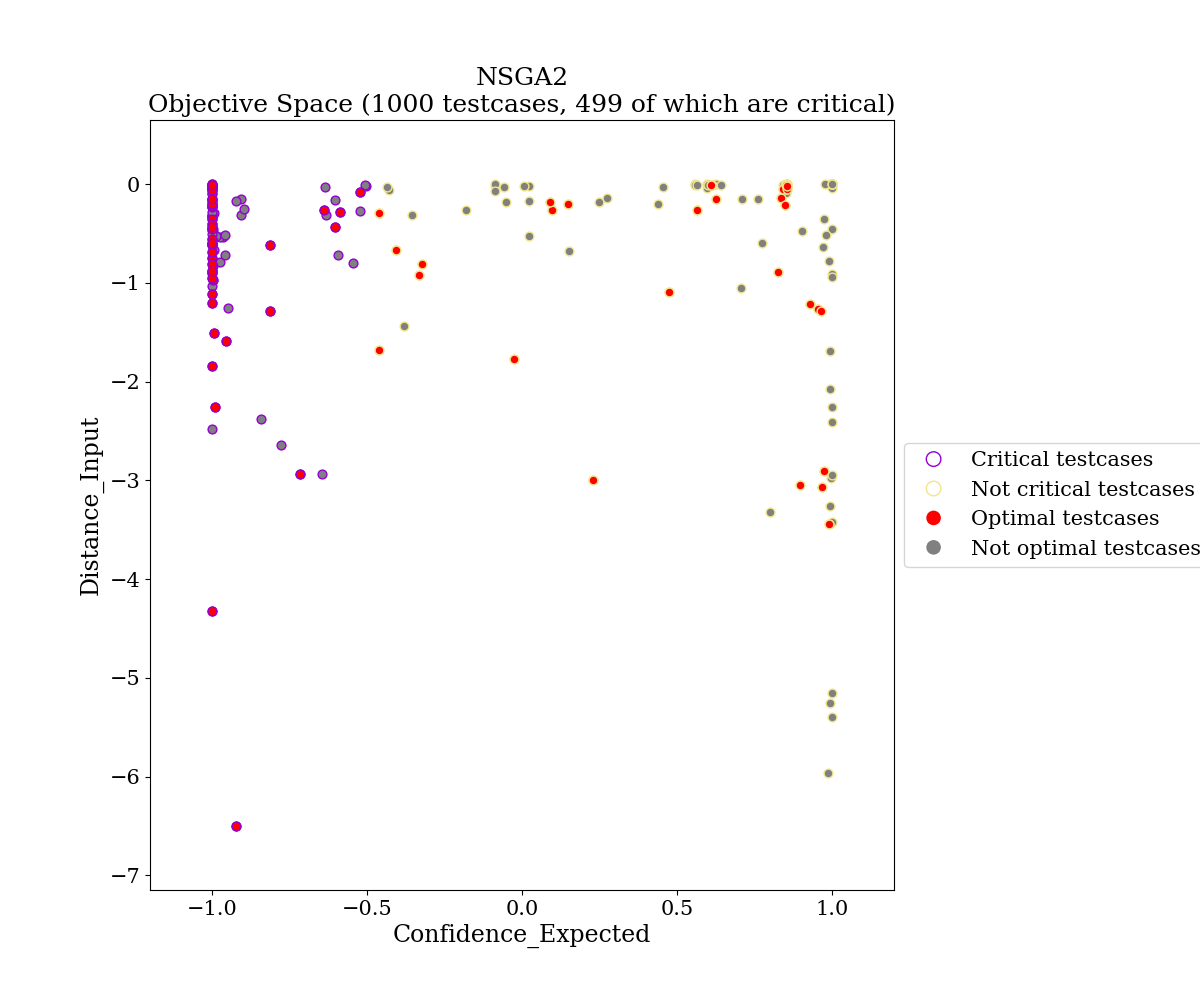 NSGA2
Objective Space (1000 testcases, 499 of which are critical)
0
−1
−2
−3
−4
−5
−6
−7
Distance_Input
−1.0 −0.5 0.0 0.5 1.0
Confidence_Expected
Critical testcases
Not critical testcases
Optimal testcases
Not optimal testcases